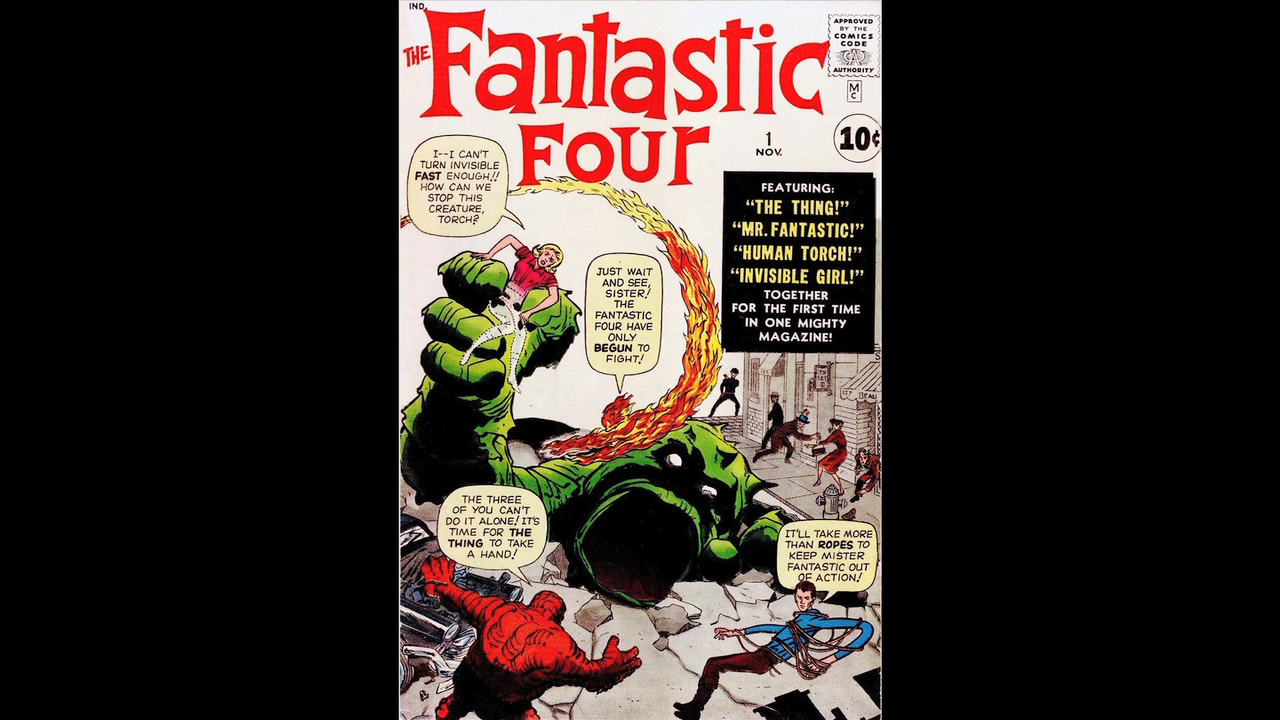 IND.
THE
Fantastic
Four
APPROVED
BY THE
COMICS
CODE
CAD
AUTHORITY
M
C
1
NOV.
10¢
I--I CAN'T
TURN INVISIBLE
FAST ENOUGH!!
HOW CAN WE
STOP THIS
CREATURE,
TORCH?
FEATURING:
"THE THING!"
"MR. FANTASTIC!"
"HUMAN TORCH!"
"INVISIBLE GIRL!"
TOGETHER
FOR THE FIRST TIME
IN ONE MIGHTY
MAGAZINE!
JUST WAIT
AND SEE,
SISTER!
THE
FANTASTIC
FOUR HAVE
ONLY
BEGUN TO
FIGHT!
BEAU
THE THREE
OF YOU CAN'T
DO IT ALONE! IT'S
TIME FOR THE
THING TO TAKE
A HAND!
IT'LL TAKE MORE
THAN ROPES TO
KEEP MISTER
FANTASTIC OUT
OF ACTION!